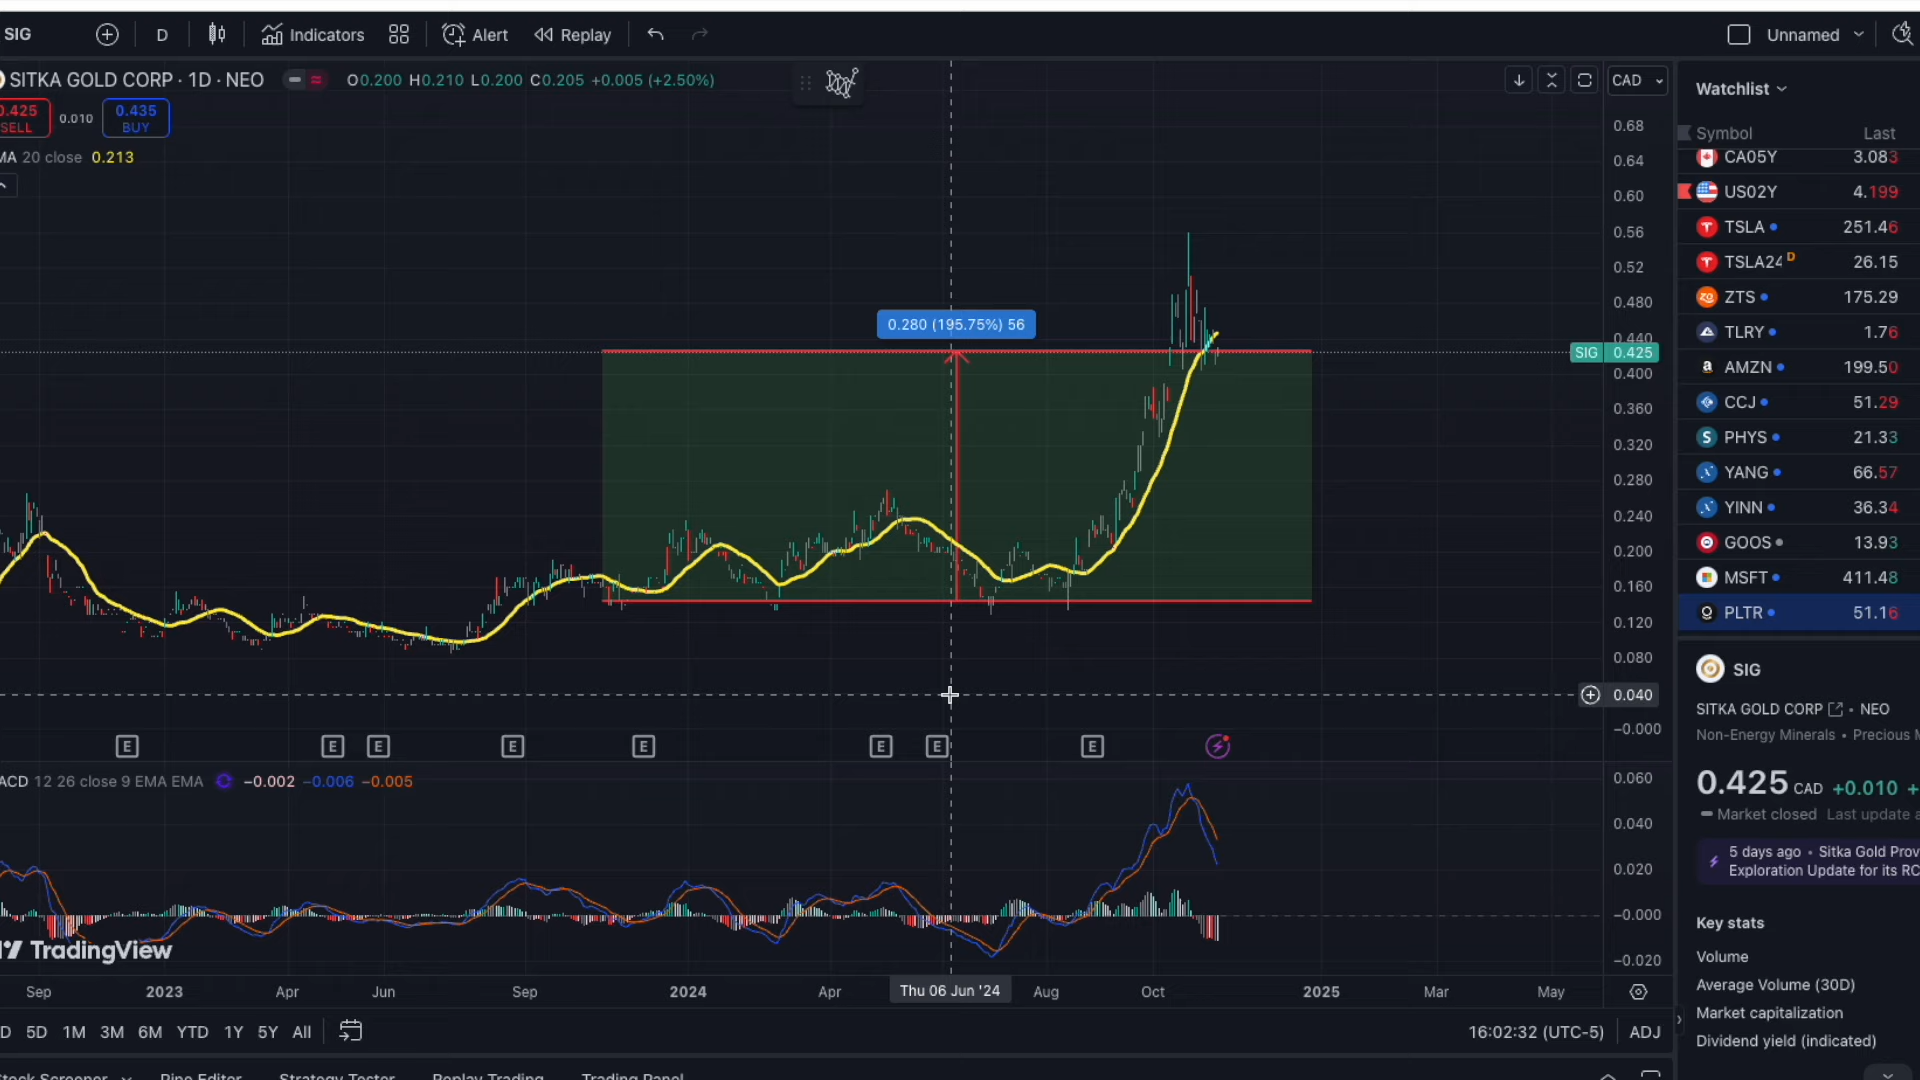 SIG D Indicators Alert Replay Unnamed
SITKA GOLD CORP · 1D · NEO O0.200 H0.210 L0.200 C0.205 +0.005 (+2.50%) CAD
0.425 SELL 0.010 0.435 BUY
MA 20 close 0.213
0.280 (195.75%) 56
0.68
0.64
0.60
0.56
0.52
0.480
0.440
SIG 0.425
0.400
0.360
0.320
0.280
0.240
0.200
0.160
0.120
0.080
0.040
−0.000
E E E E E E E E
ACD 12 26 close 9 EMA EMA −0.002 −0.006 −0.005
0.060
0.040
0.020
−0.000
−0.020
TradingView
Sep 2023 Apr Jun Sep 2024 Apr Thu 06 Jun '24 Aug Oct 2025 Mar May
D 5D 1M 3M 6M YTD 1Y 5Y All 16:02:32 (UTC-5) ADJ
Stock Screener Pine Editor Strategy Tester Replay Trading Trading Panel
Watchlist
Symbol Last
CA05Y 3.083
US02Y 4.199
TSLA 251.46
TSLA24 D 26.15
ZTS 175.29
TLRY 1.76
AMZN 199.50
CCJ 51.29
PHYS 21.33
YANG 66.57
YINN 36.34
GOOS 13.93
MSFT 411.48
PLTR 51.16
SIG
SITKA GOLD CORP • NEO
Non-Energy Minerals • Precious M
0.425 CAD +0.010 +
Market closed Last update a
5 days ago • Sitka Gold Prov
Exploration Update for its RC
Key stats
Volume
Average Volume (30D)
Market capitalization
Dividend yield (indicated)